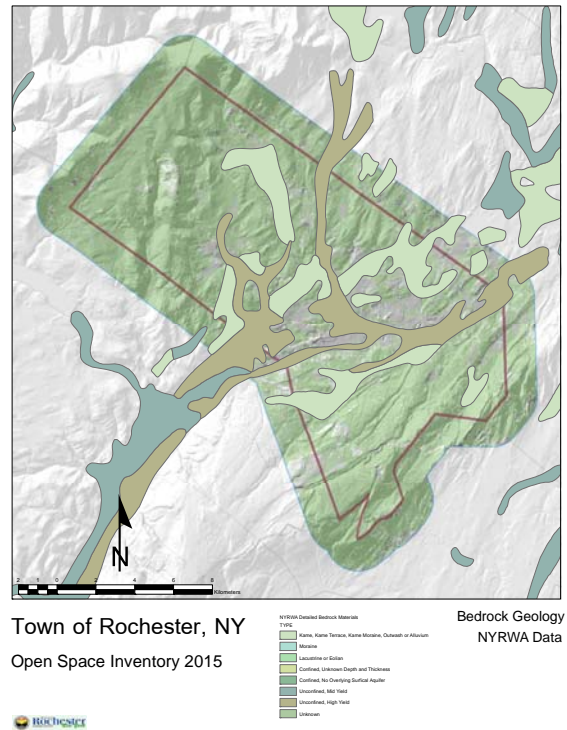 N
2 1 0 2 4 6 8
Kilometers
Town of Rochester, NY
Open Space Inventory 2015
Rochester
NYRWA Detailed Bedrock Materials
TYPE
Kame, Kame Terrace, Kame Moraine, Outwash or Alluvium
Moraine
Lacustrine or Eolian
Confined, Unknown Depth and Thickness
Confined, No Overlying Surfical Aquifer
Unconfined, Mid Yield
Unconfined, High Yield
Unknown
Bedrock Geology
NYRWA Data